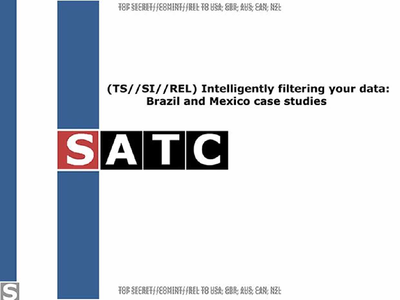 TOP SECRET//COMINT//REL TO USA, GBR, AUS, CAN, NZL
(TS//SI//REL) Intelligently filtering your data:
Brazil and Mexico case studies
SATC
S
TOP SECRET//COMINT//REL TO USA, GBR, AUS, CAN, NZL